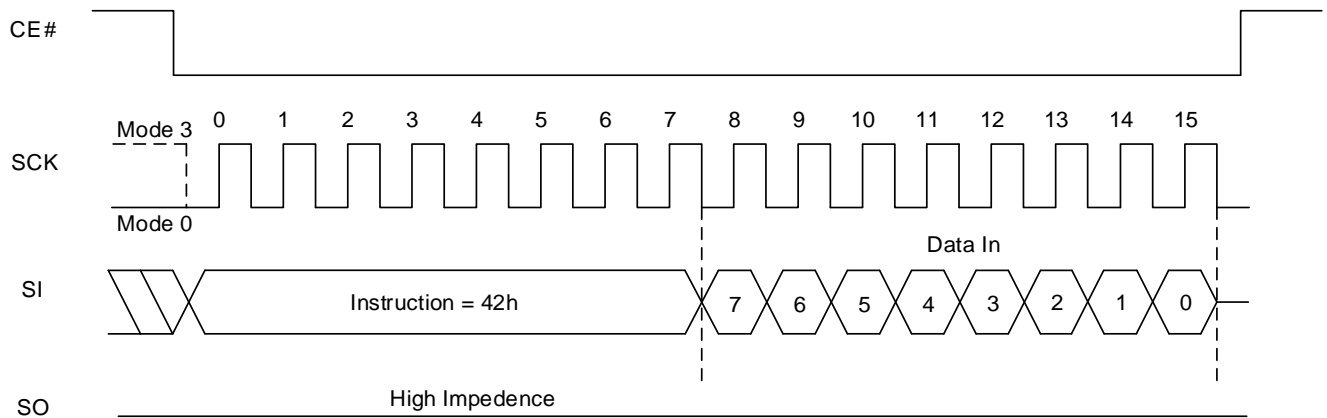 CE#
0 1 2 3 4 5 6 7 8 9 10 11 12 13 14 15
Mode 3
SCK
Mode 0
Data In
SI
Instruction = 42h
7 6 5 4 3 2 1 0
High Impedence
SO